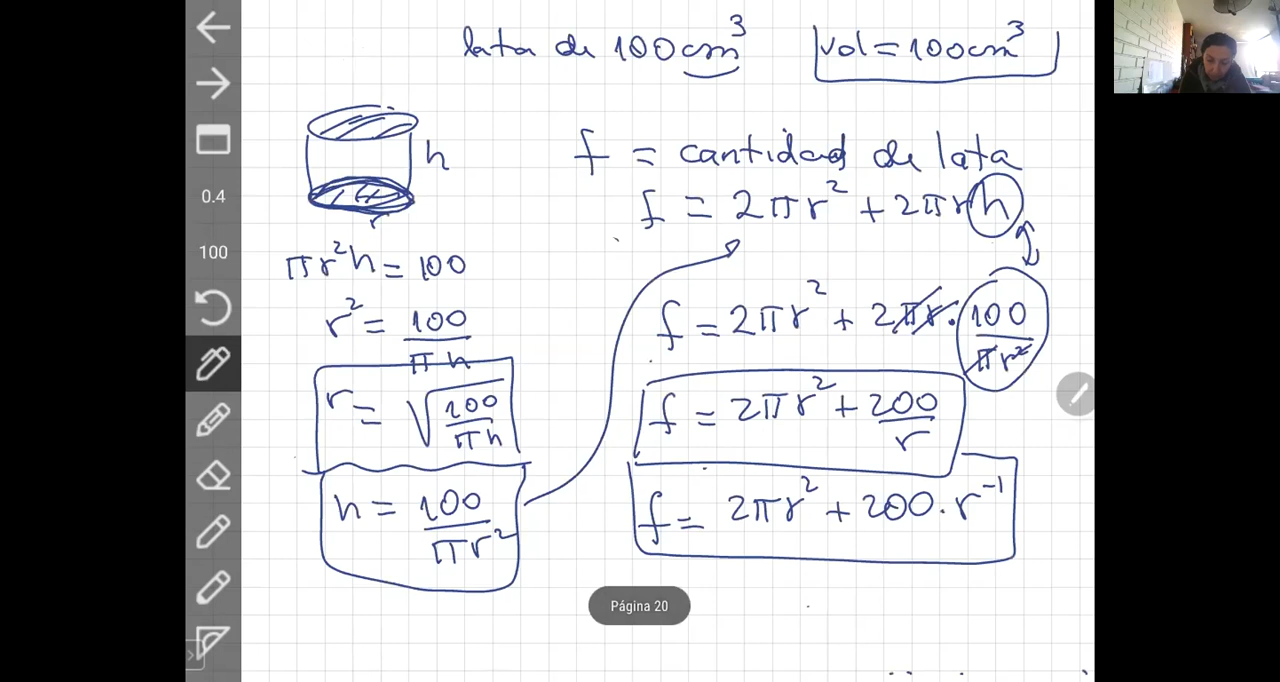 lata de 100cm³
vol = 100cm³
h
r
f = cantidad de lata
f = 2πr² + 2πrh
πr²h = 100
r² = 100/πh
r = √(100/πh)
h = 100/πr²
f = 2πr² + 2πr · 100/πr²
f = 2πr² + 200/r
f = 2πr² + 200 · r⁻¹
0.4
100
Página 20